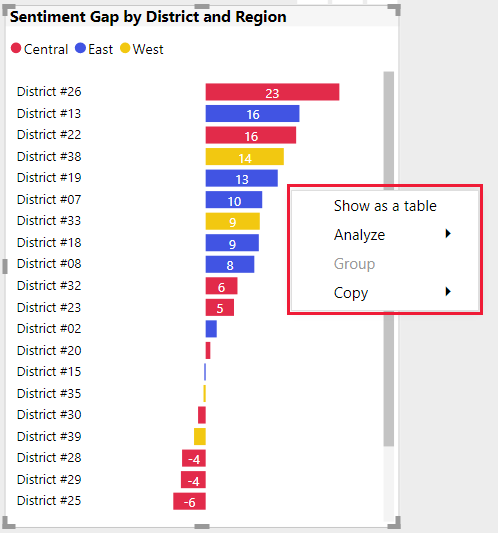 Sentiment Gap by District and Region
Central East West
District #26 23
District #13 16
District #22 16
District #38 14
District #19 13
District #07 10
District #33 9
District #18 9
District #08 8
District #32 6
District #23 5
District #02
District #20
District #15
District #35
District #30
District #39
District #28 -4
District #29 -4
District #25 -6
Show as a table
Analyze
Group
Copy